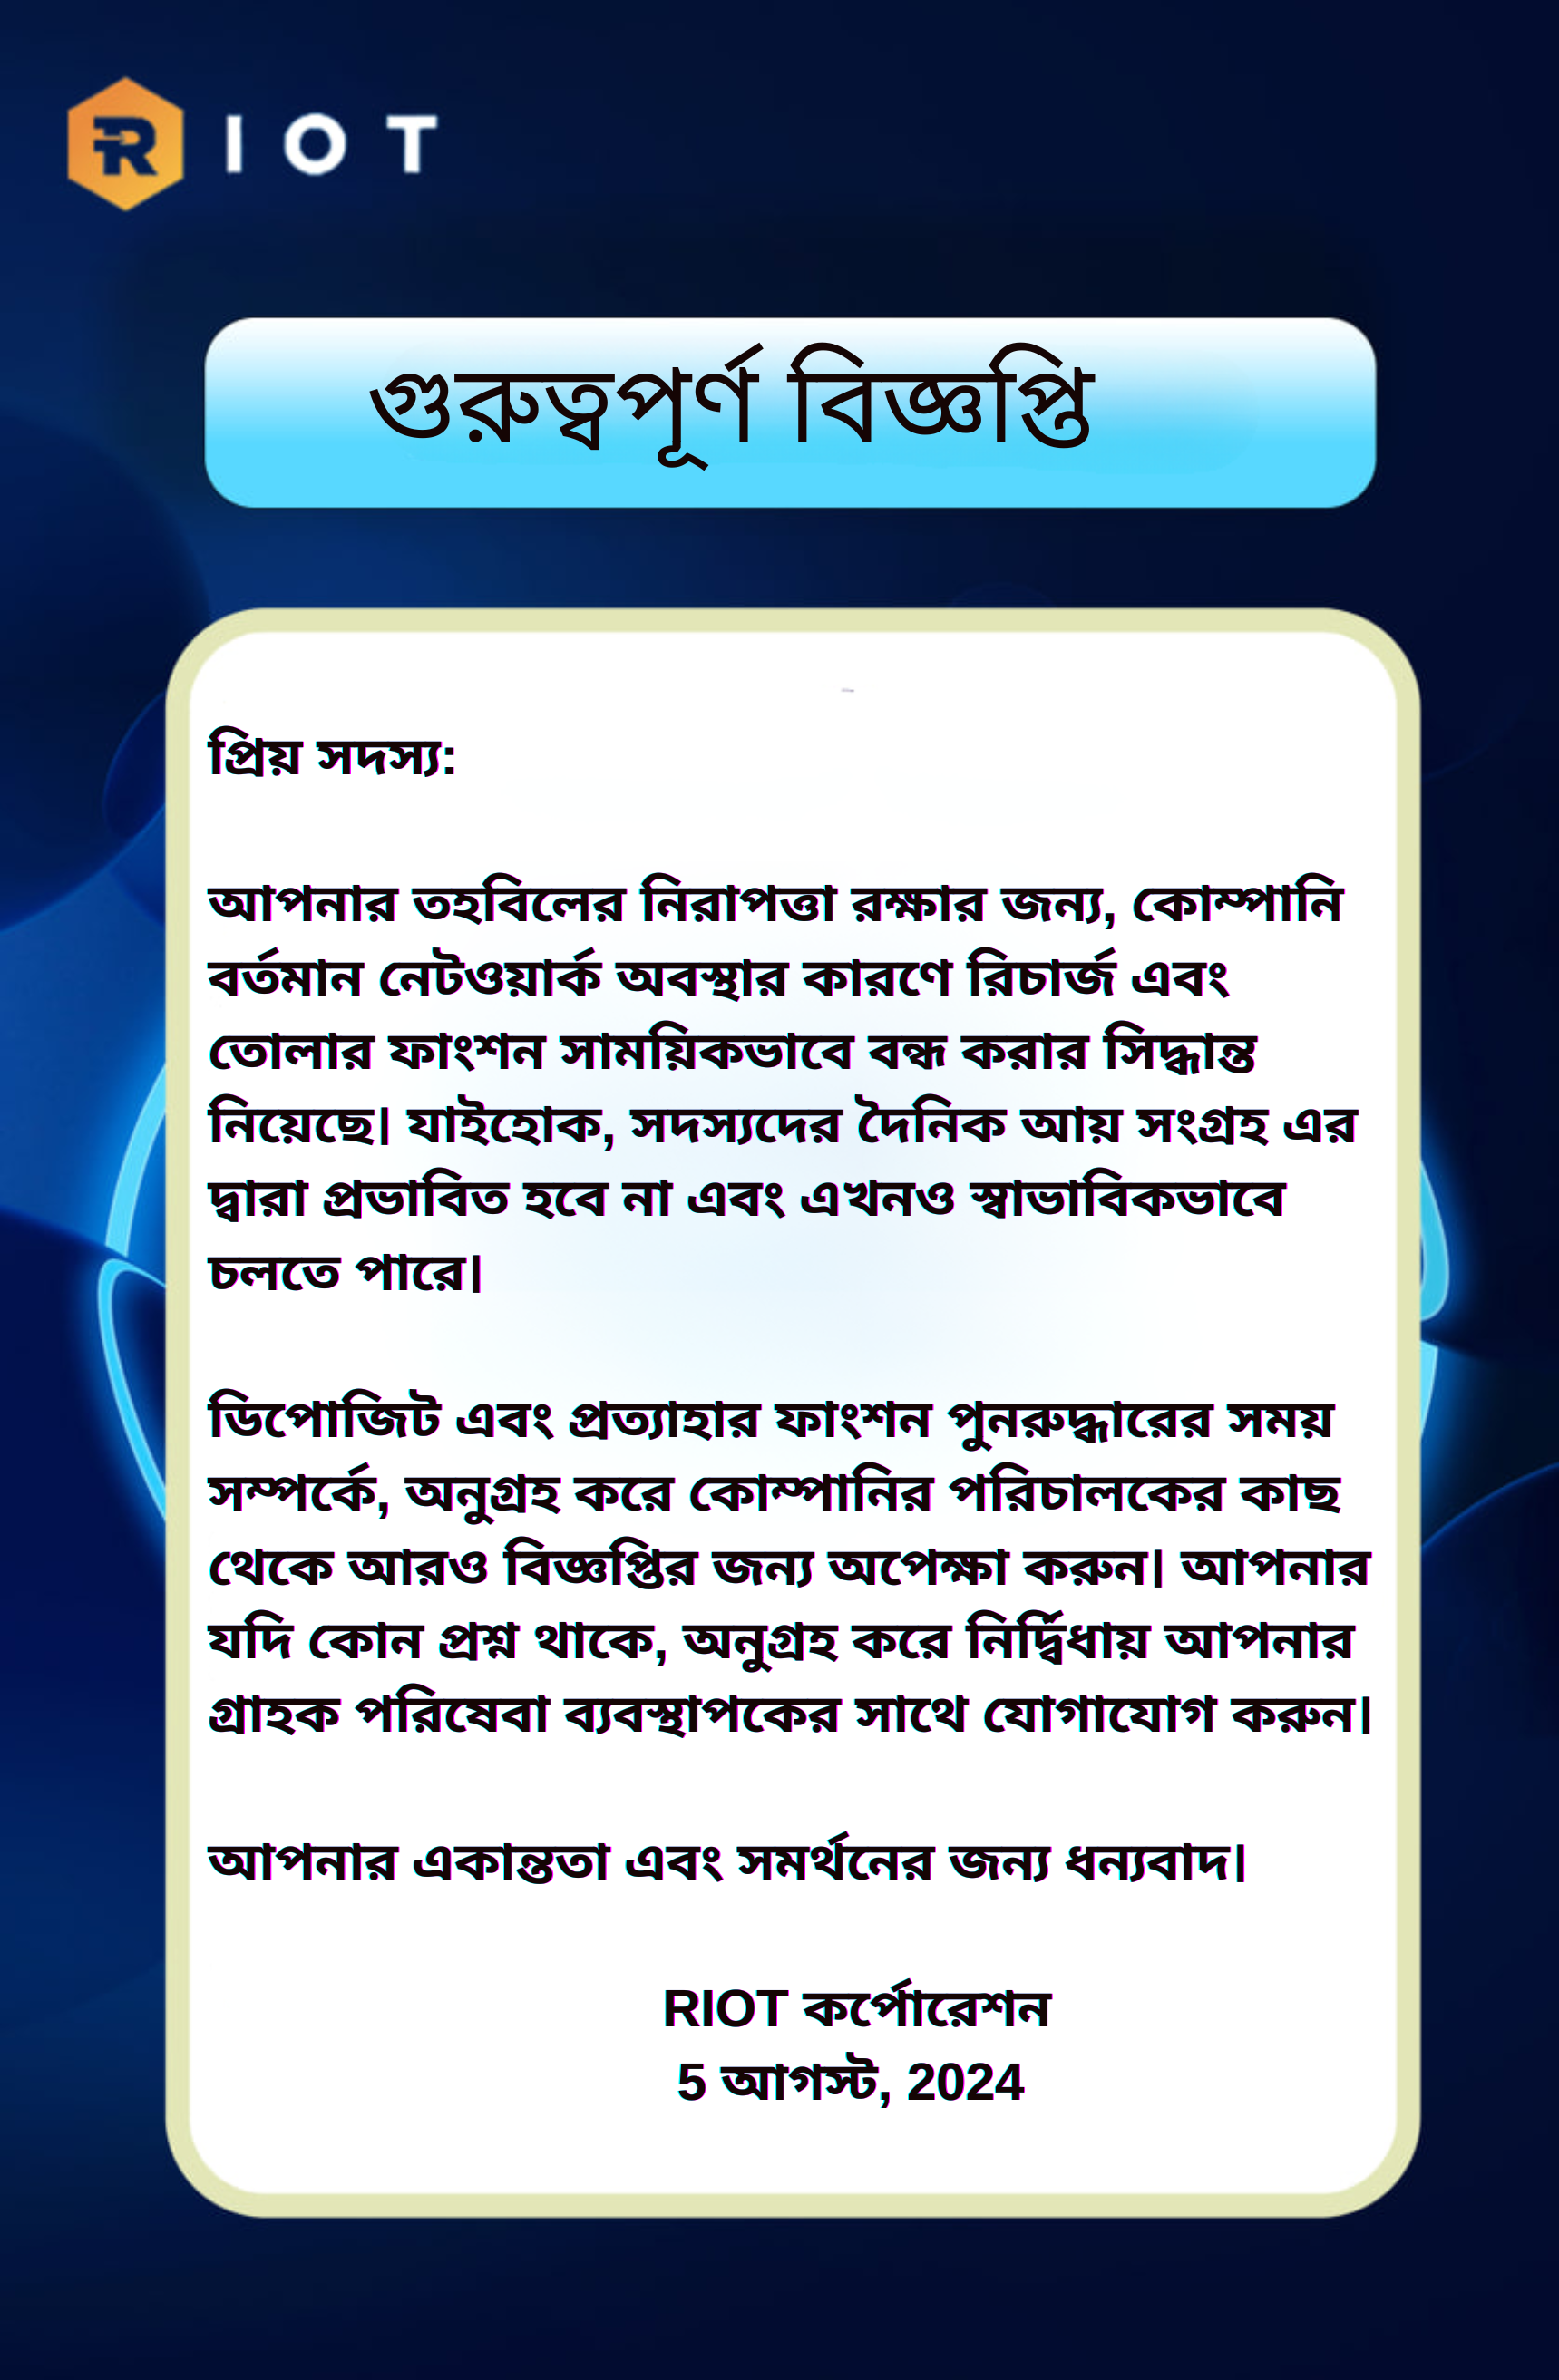 RIOT
গুরুত্বপূর্ণ বিজ্ঞপ্তি
প্রিয় সদস্য:
আপনার তহবিলের নিরাপত্তা রক্ষার জন্য, কোম্পানি
বর্তমান নেটওয়ার্ক অবস্থার কারণে রিচার্জ এবং
তোলার ফাংশন সাময়িকভাবে বন্ধ করার সিদ্ধান্ত
নিয়েছে। যাইহোক, সদস্যদের দৈনিক আয় সংগ্রহ এর
দ্বারা প্রভাবিত হবে না এবং এখনও স্বাভাবিকভাবে
চলতে পারে।
ডিপোজিট এবং প্রত্যাহার ফাংশন পুনরুদ্ধারের সময়
সম্পর্কে, অনুগ্রহ করে কোম্পানির পরিচালকের কাছ
থেকে আরও বিজ্ঞপ্তির জন্য অপেক্ষা করুন। আপনার
যদি কোন প্রশ্ন থাকে, অনুগ্রহ করে নির্দ্বিধায় আপনার
গ্রাহক পরিষেবা ব্যবস্থাপকের সাথে যোগাযোগ করুন।
আপনার একান্ততা এবং সমর্থনের জন্য ধন্যবাদ।
RIOT কর্পোরেশন
5 আগস্ট, 2024